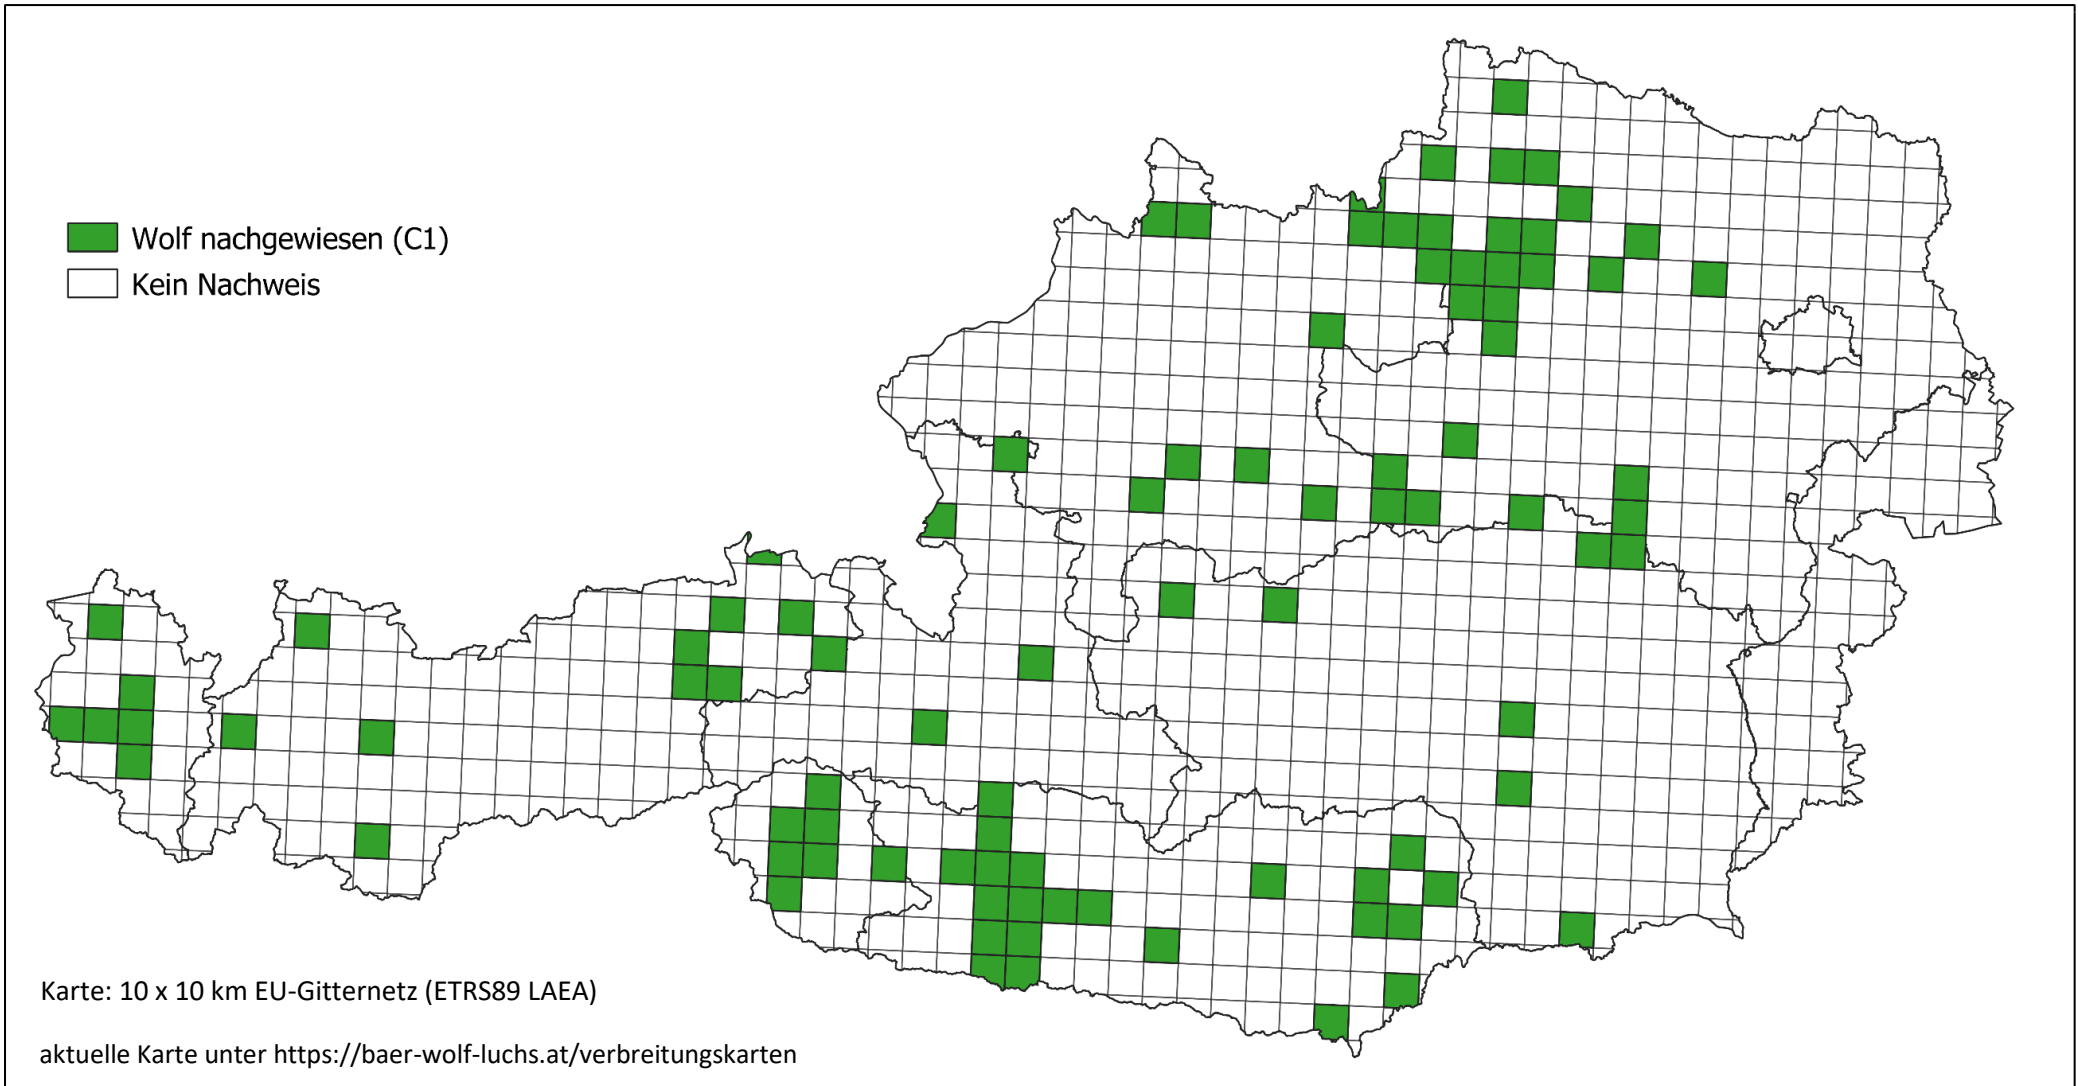 Wolf nachgewiesen (C1)
Kein Nachweis
Karte: 10 x 10 km EU-Gitternetz (ETRS89 LAEA)
aktuelle Karte unter https://baer-wolf-luchs.at/verbreitungskarten